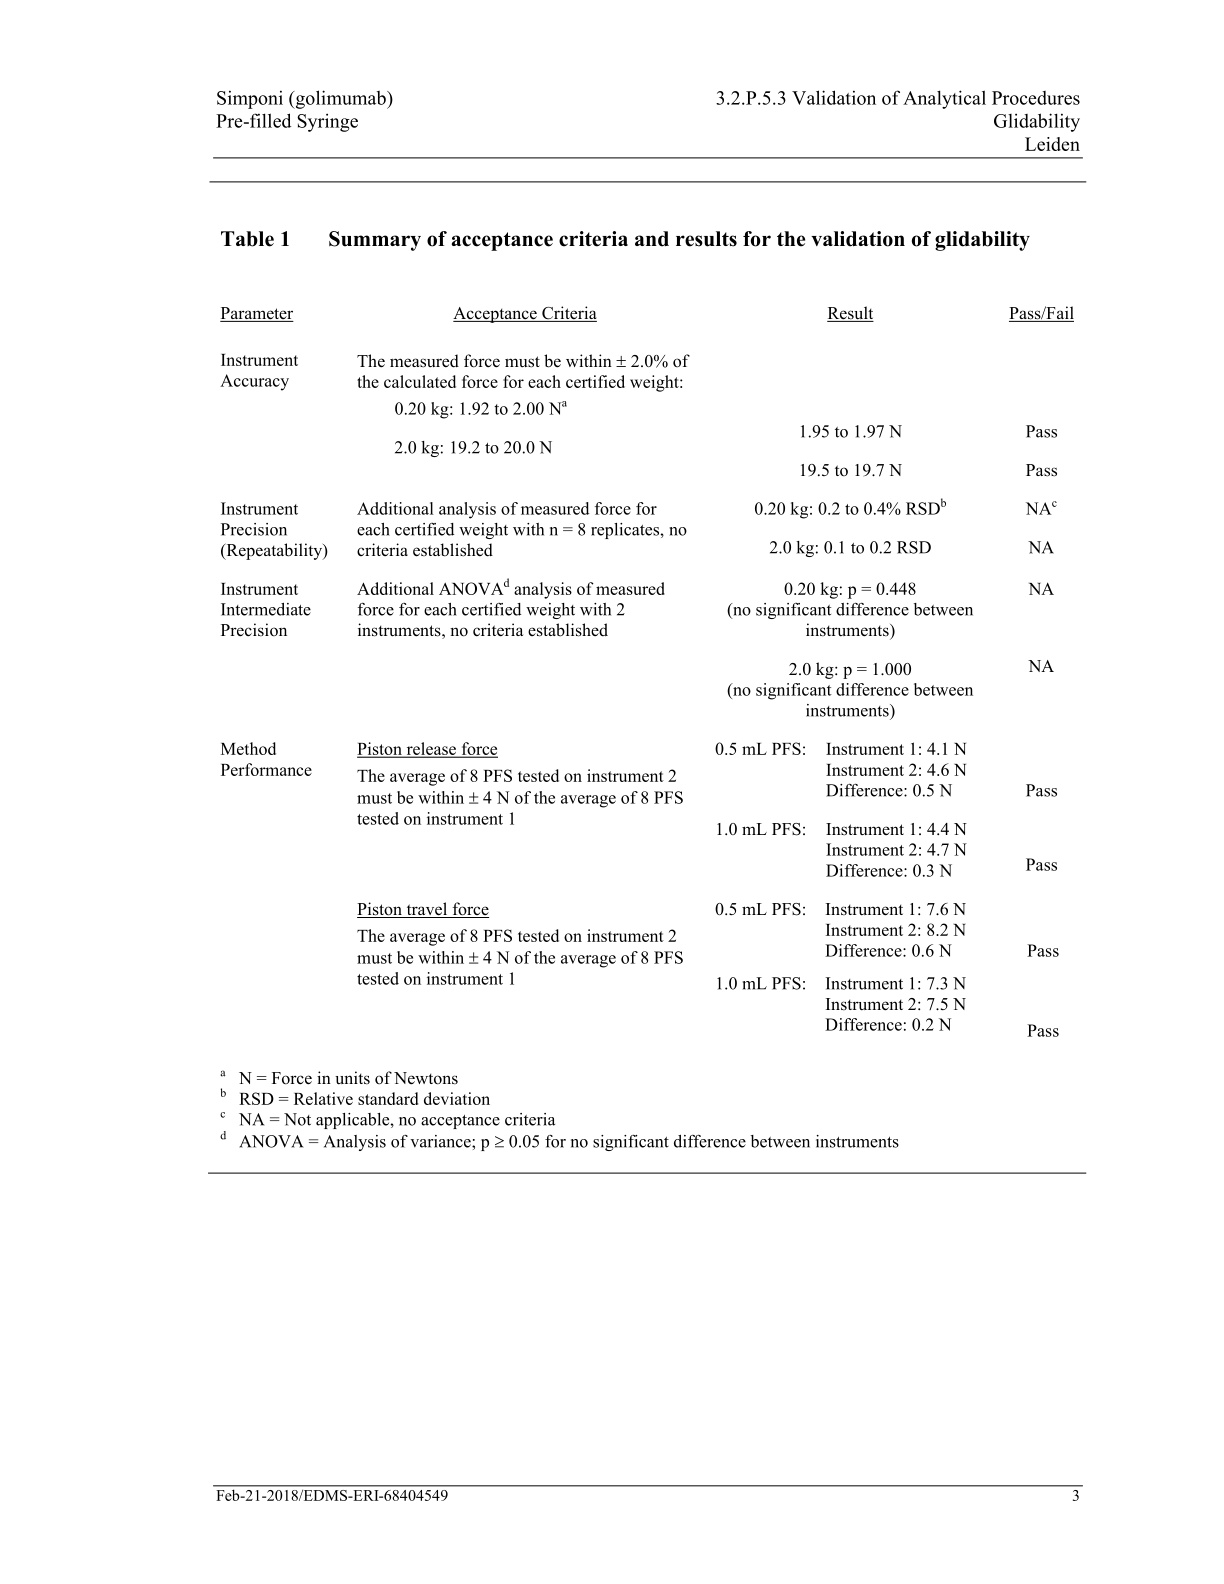 Simponi (golimumab) 3.2.P.5.3 Validation of Analytical Procedures
Pre-filled Syringe Glidability
Leiden
Table 1 Summary of acceptance criteria and results for the validation of glidability
Parameter Acceptance Criteria Result Pass/Fail
Instrument The measured force must be within ± 2.0% of
Accuracy the calculated force for each certified weight:
0.20 kg: 1.92 to 2.00 Nᵃ
1.95 to 1.97 N Pass
2.0 kg: 19.2 to 20.0 N
19.5 to 19.7 N Pass
Instrument Additional analysis of measured force for 0.20 kg: 0.2 to 0.4% RSDᵇ NAᶜ
Precision each certified weight with n = 8 replicates, no
(Repeatability) criteria established 2.0 kg: 0.1 to 0.2 RSD NA
Instrument Additional ANOVAᵈ analysis of measured 0.20 kg: p = 0.448 NA
Intermediate force for each certified weight with 2 (no significant difference between
Precision instruments, no criteria established instruments)
2.0 kg: p = 1.000 NA
(no significant difference between
instruments)
Method Piston release force 0.5 mL PFS: Instrument 1: 4.1 N
Performance The average of 8 PFS tested on instrument 2 Instrument 2: 4.6 N
must be within ± 4 N of the average of 8 PFS Difference: 0.5 N Pass
tested on instrument 1
1.0 mL PFS: Instrument 1: 4.4 N
Instrument 2: 4.7 N
Difference: 0.3 N Pass
Piston travel force 0.5 mL PFS: Instrument 1: 7.6 N
The average of 8 PFS tested on instrument 2 Instrument 2: 8.2 N
must be within ± 4 N of the average of 8 PFS Difference: 0.6 N Pass
tested on instrument 1 1.0 mL PFS: Instrument 1: 7.3 N
Instrument 2: 7.5 N
Difference: 0.2 N Pass
ᵃ N = Force in units of Newtons
ᵇ RSD = Relative standard deviation
ᶜ NA = Not applicable, no acceptance criteria
ᵈ ANOVA = Analysis of variance; p ≥ 0.05 for no significant difference between instruments
Feb-21-2018/EDMS-ERI-68404549 3